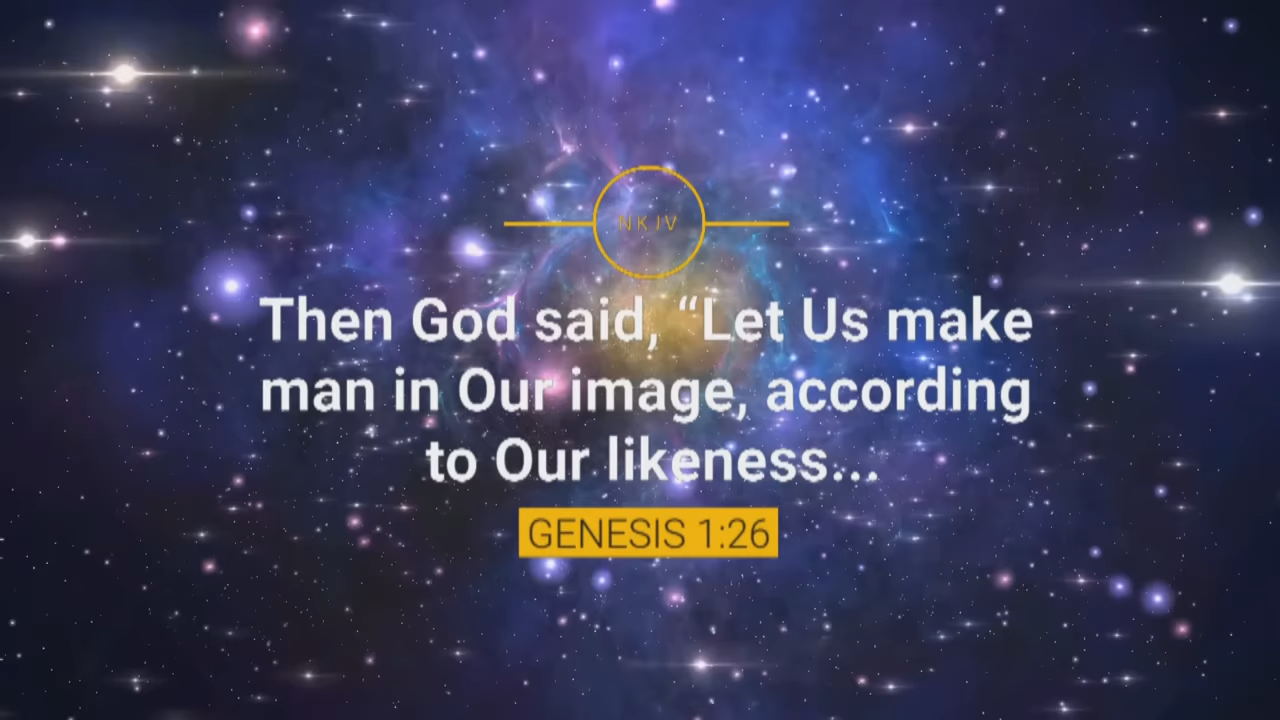 NKJV
Then God said, “Let Us make
man in Our image, according
to Our likeness...
GENESIS 1:26